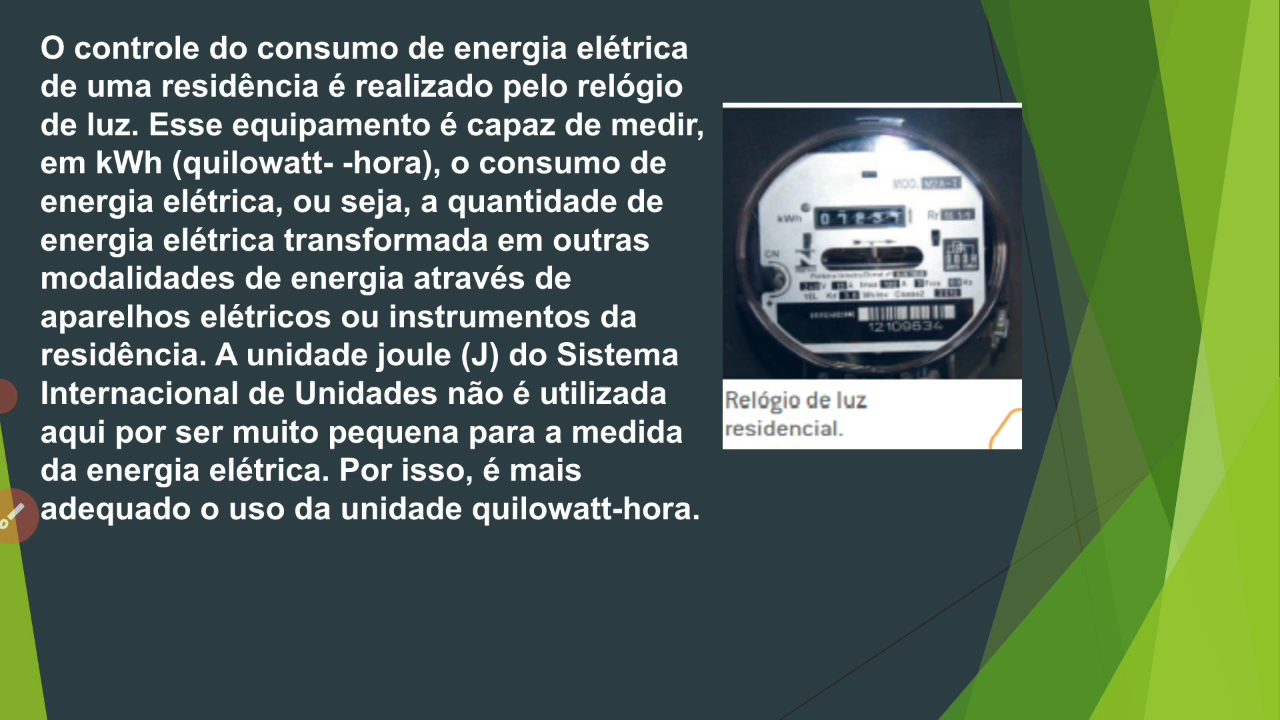 O controle do consumo de energia elétrica
de uma residência é realizado pelo relógio
de luz. Esse equipamento é capaz de medir,
em kWh (quilowatt- -hora), o consumo de
energia elétrica, ou seja, a quantidade de
energia elétrica transformada em outras
modalidades de energia através de
aparelhos elétricos ou instrumentos da
residência. A unidade joule (J) do Sistema
Internacional de Unidades não é utilizada
aqui por ser muito pequena para a medida
da energia elétrica. Por isso, é mais
adequado o uso da unidade quilowatt-hora.
MOD.
kWh
Rr
CN
12109634
Relógio de luz
residencial.